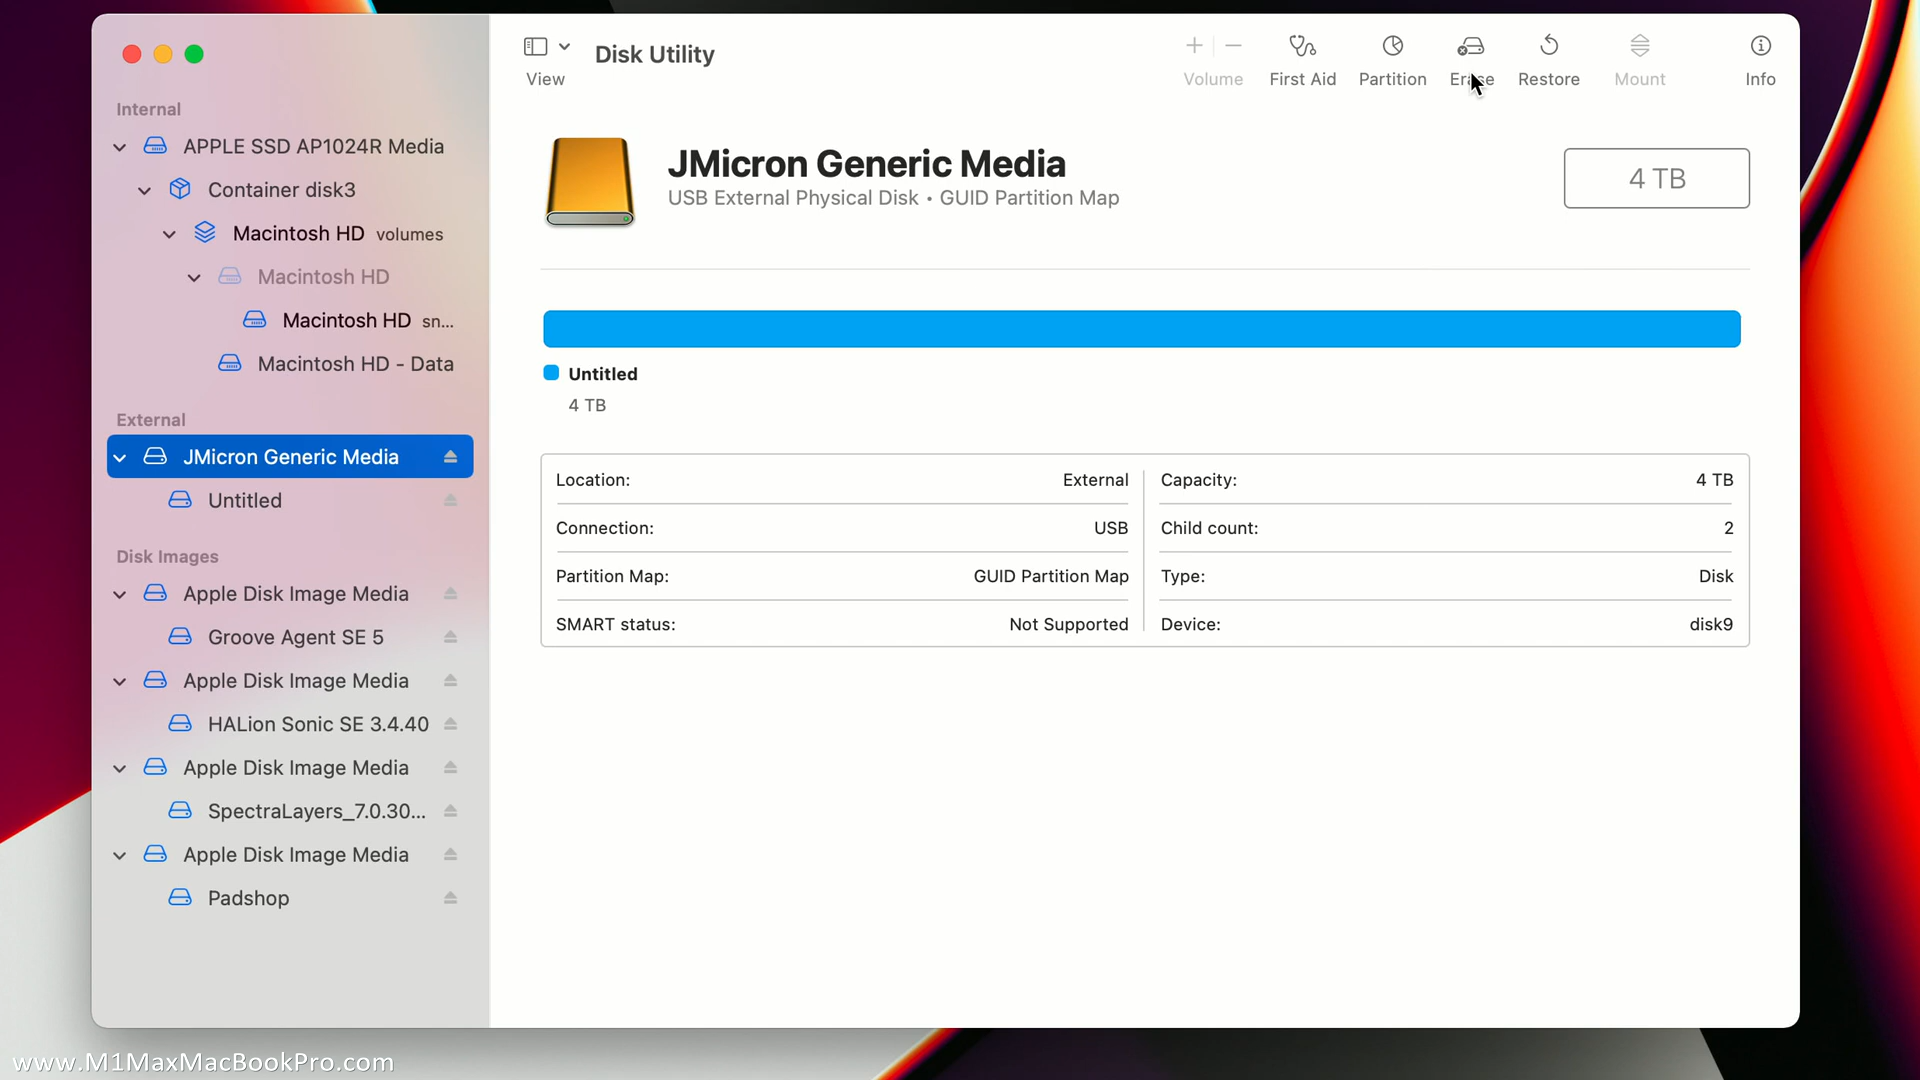 View
Disk Utility
Volume
First Aid
Partition
Erase
Restore
Mount
Info
Internal
APPLE SSD AP1024R Media
Container disk3
Macintosh HD volumes
Macintosh HD
Macintosh HD sn...
Macintosh HD - Data
External
JMicron Generic Media
Untitled
Disk Images
Apple Disk Image Media
Groove Agent SE 5
Apple Disk Image Media
HALion Sonic SE 3.4.40
Apple Disk Image Media
SpectraLayers_7.0.30...
Apple Disk Image Media
Padshop
JMicron Generic Media
USB External Physical Disk • GUID Partition Map
4 TB
Untitled
4 TB
Location: External
Connection: USB
Partition Map: GUID Partition Map
SMART status: Not Supported
Capacity: 4 TB
Child count: 2
Type: Disk
Device: disk9
www.M1MaxMacBookPro.com